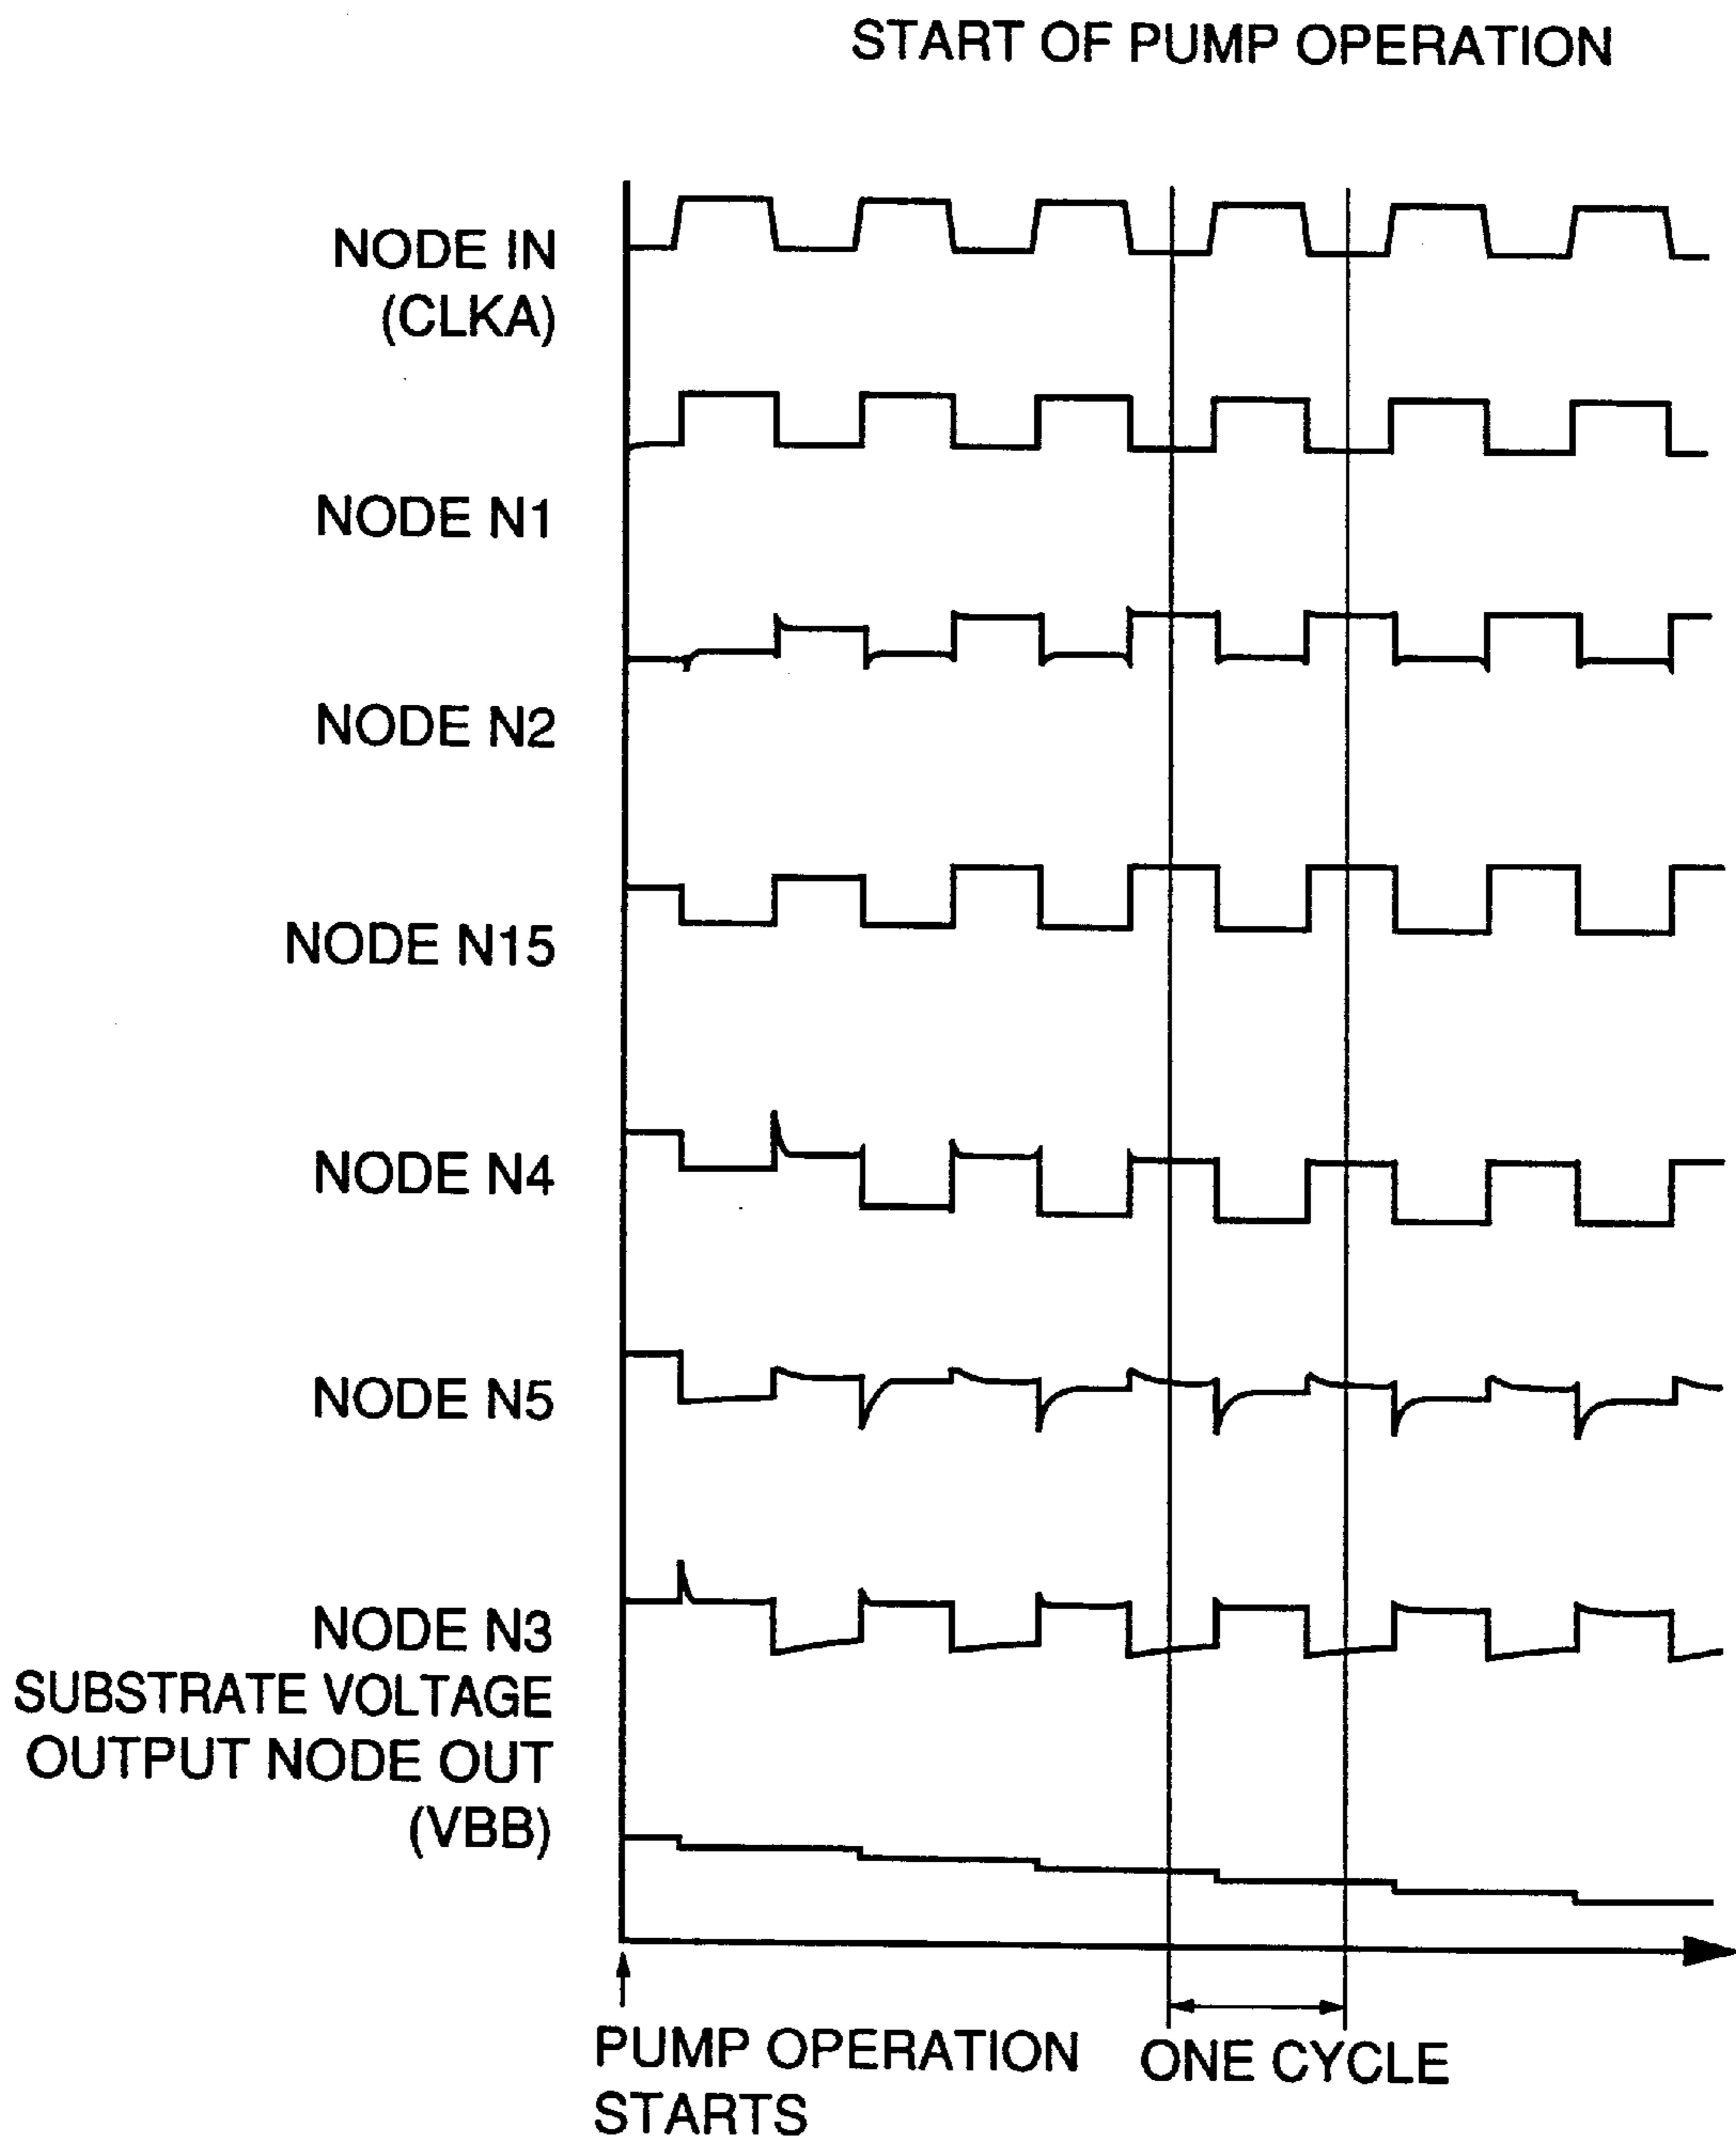 START OF PUMP OPERATION
NODE IN
(CLKA)
NODE N1
NODE N2
NODE N15
NODE N4
NODE N5
NODE N3
SUBSTRATE VOLTAGE
OUTPUT NODE OUT
(VBB)
PUMP OPERATION
STARTS
ONE CYCLE